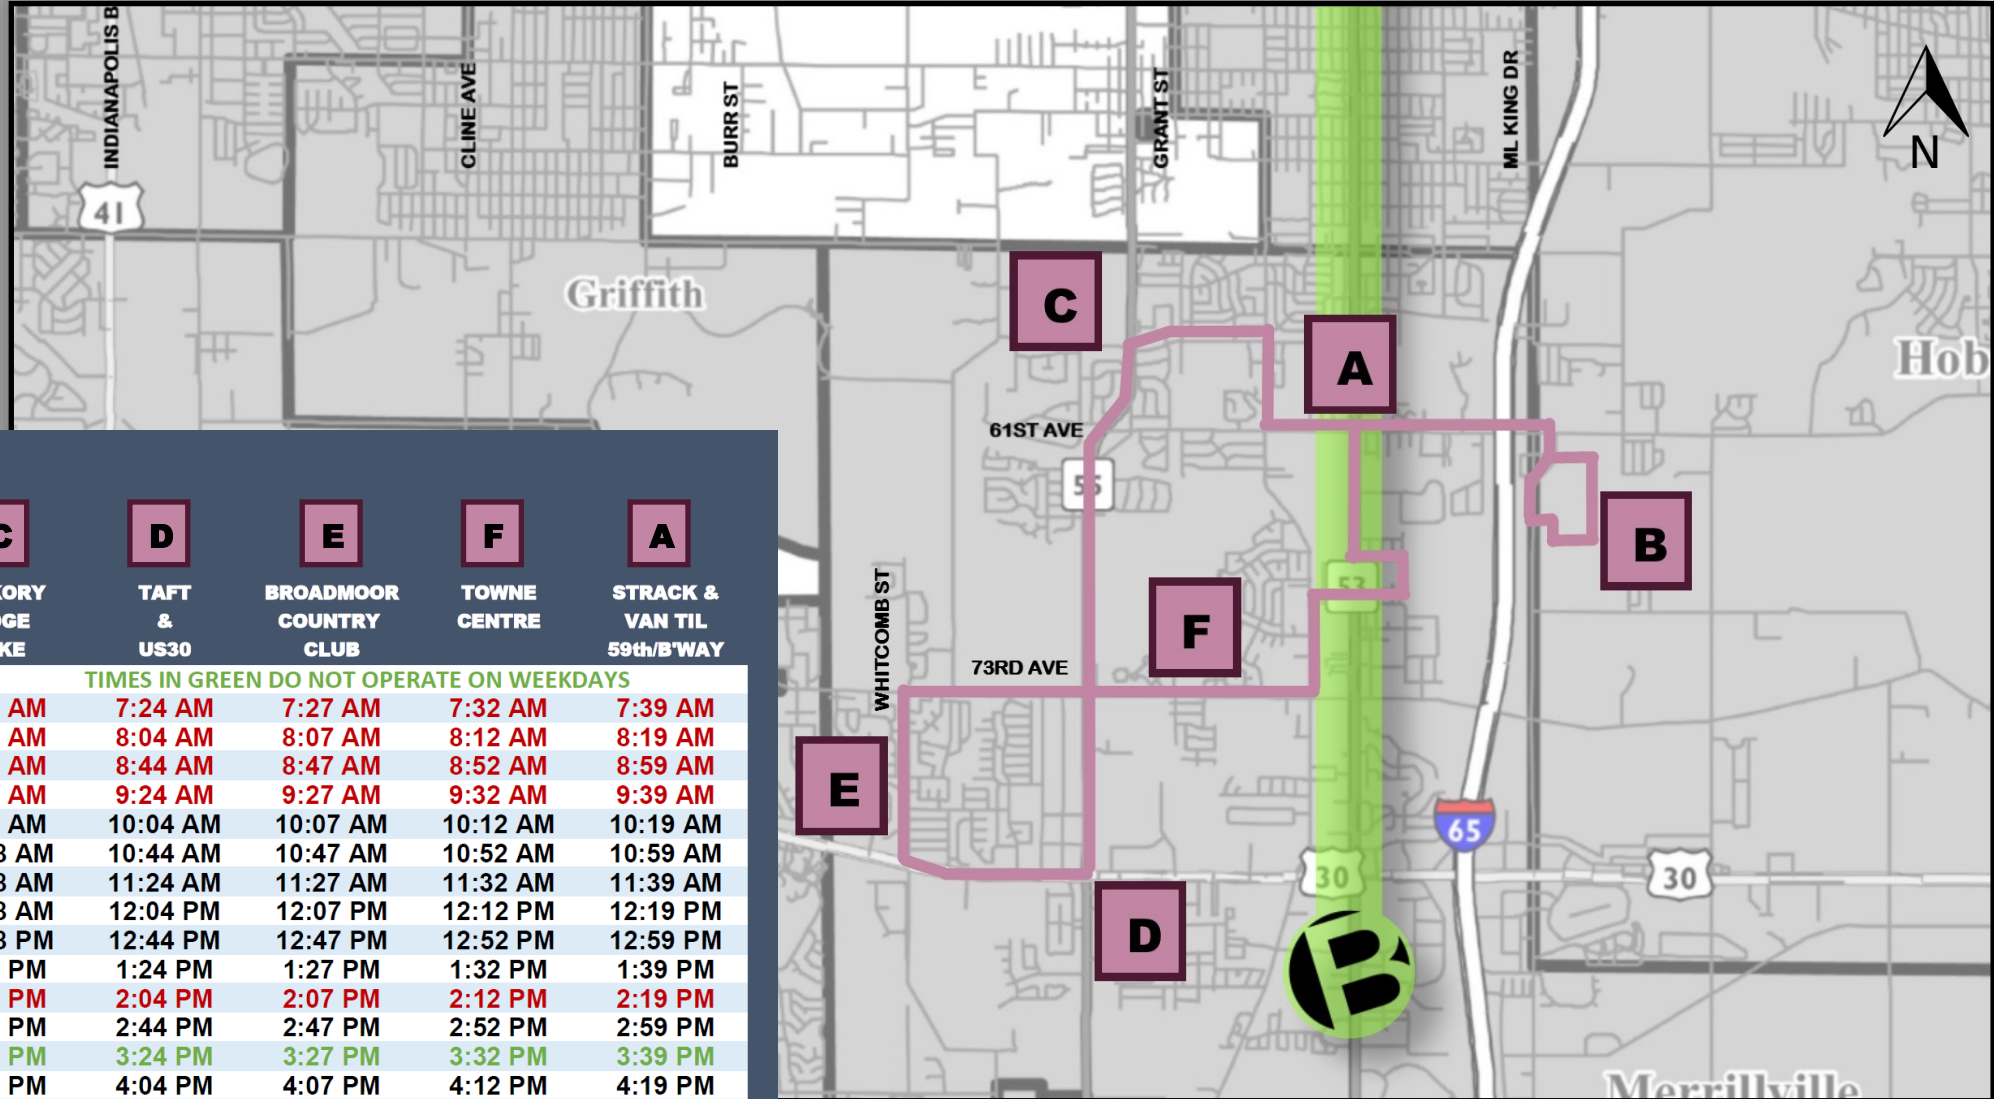 INDIANAPOLIS B
CLINE AVE
BURR ST
GRANT ST
ML KING DR
N
41
Griffith
C
A
Hob
61ST AVE
55
B
53
F
WHITCOMB ST
73RD AVE
E
65
30
30
D
B
Merrillville
C D E F A
KORY TAFT BROADMOOR TOWNE STRACK &
GE & COUNTRY CENTRE VAN TIL
KE US30 CLUB 59th/B'WAY
TIMES IN GREEN DO NOT OPERATE ON WEEKDAYS
AM 7:24 AM 7:27 AM 7:32 AM 7:39 AM
AM 8:04 AM 8:07 AM 8:12 AM 8:19 AM
AM 8:44 AM 8:47 AM 8:52 AM 8:59 AM
AM 9:24 AM 9:27 AM 9:32 AM 9:39 AM
AM 10:04 AM 10:07 AM 10:12 AM 10:19 AM
8 AM 10:44 AM 10:47 AM 10:52 AM 10:59 AM
8 AM 11:24 AM 11:27 AM 11:32 AM 11:39 AM
8 AM 12:04 PM 12:07 PM 12:12 PM 12:19 PM
8 PM 12:44 PM 12:47 PM 12:52 PM 12:59 PM
PM 1:24 PM 1:27 PM 1:32 PM 1:39 PM
PM 2:04 PM 2:07 PM 2:12 PM 2:19 PM
PM 2:44 PM 2:47 PM 2:52 PM 2:59 PM
PM 3:24 PM 3:27 PM 3:32 PM 3:39 PM
PM 4:04 PM 4:07 PM 4:12 PM 4:19 PM